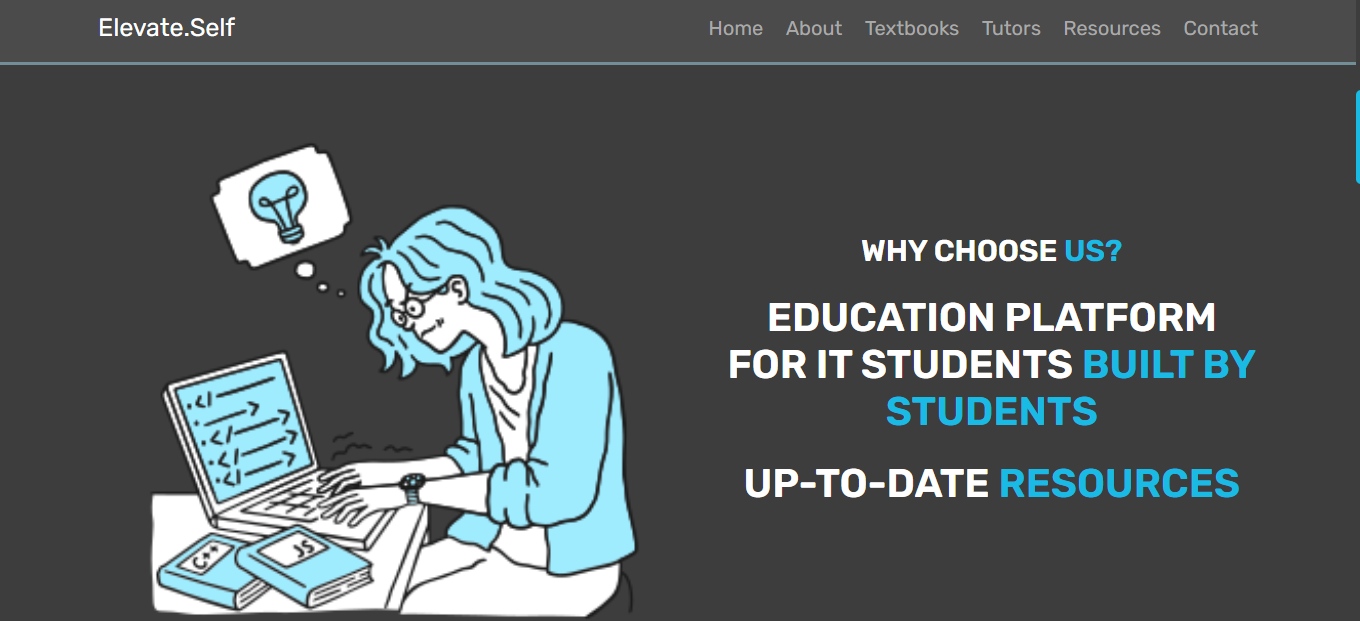 Elevate.Self
Home About Textbooks Tutors Resources Contact
WHY CHOOSE US?
EDUCATION PLATFORM
FOR IT STUDENTS BUILT BY
STUDENTS
UP-TO-DATE RESOURCES
C++
JS